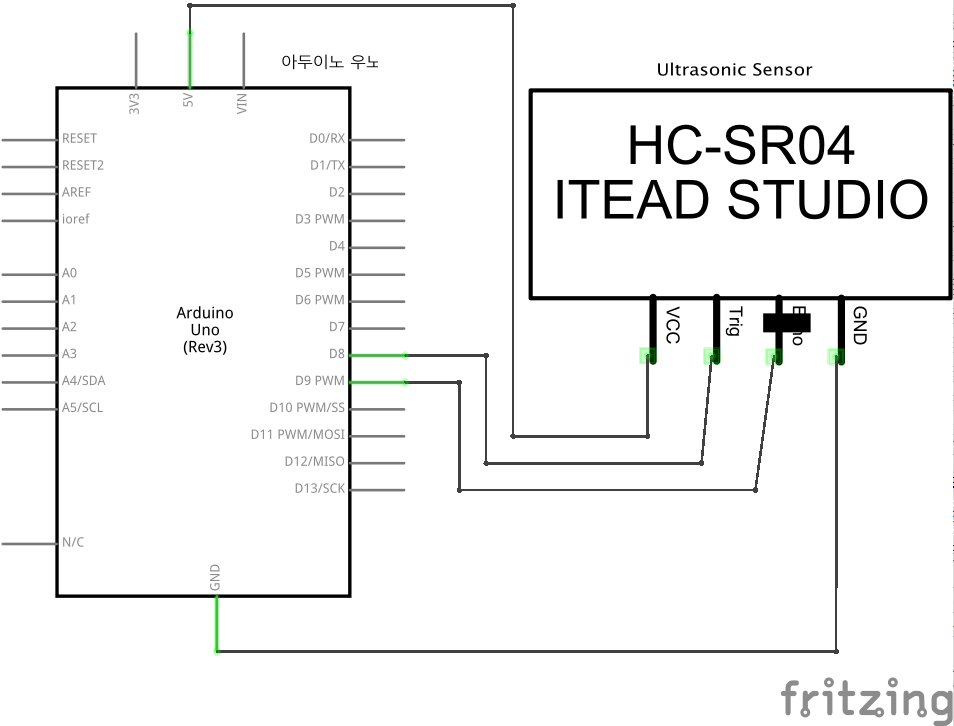 아두이노 우노
Ultrasonic Sensor
3V3
5V
VIN
HC-SR04
ITEAD STUDIO
RESET
D0/RX
RESET2
D1/TX
AREF
D2
ioref
D3 PWM
D4
A0
D5 PWM
A1
D6 PWM
Arduino
Uno
(Rev3)
VCC
Trig
GND
A2
D7
A3
D8
A4/SDA
D9 PWM
A5/SCL
D10 PWM/SS
D11 PWM/MOSI
D12/MISO
D13/SCK
N/C
GND
fritzing